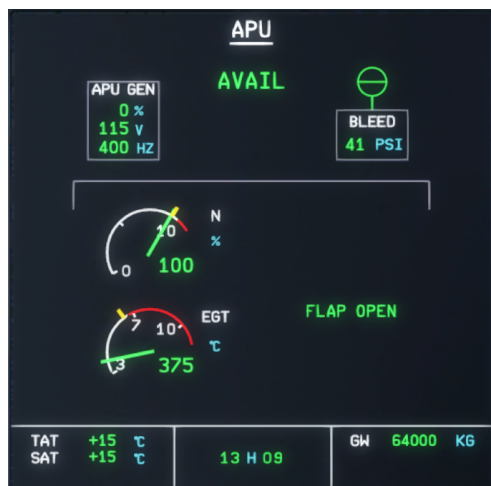 APU
AVAIL
APU GEN
0 %
115 V
400 HZ
BLEED
41 PSI
N
%
0
10
100
EGT
℃
3
7
10
375
FLAP OPEN
TAT +15 ℃
SAT +15 ℃
13 H 09
GW 64000 KG